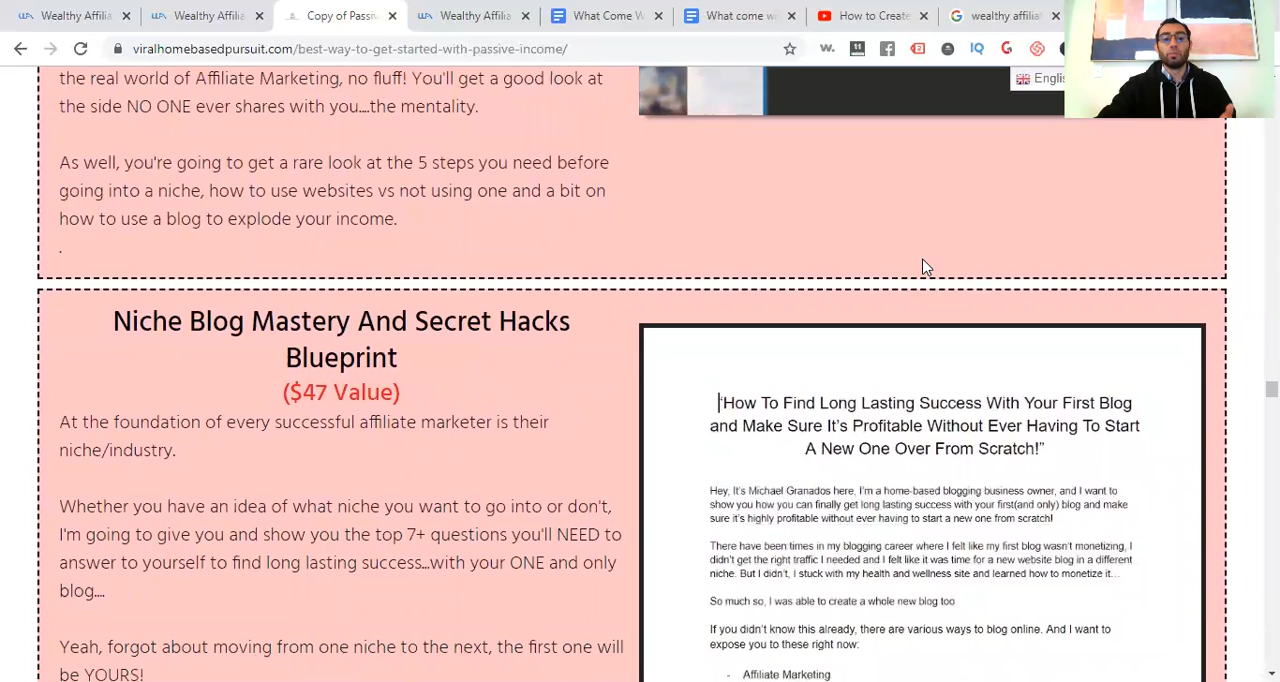 Wealthy Affilia
Wealthy Affilia
Copy of Passiv
Wealthy Affilia
What Come W
What come w
How to Create
wealthy affilia
viralhomebasedpursuit.com/best-way-to-get-started-with-passive-income/
Englis
the real world of Affiliate Marketing, no fluff! You'll get a good look at
the side NO ONE ever shares with you....the mentality.
As well, you're going to get a rare look at the 5 steps you need before
going into a niche, how to use websites vs not using one and a bit on
how to use a blog to explode your income.
.
Niche Blog Mastery And Secret Hacks
Blueprint
($47 Value)
At the foundation of every successful affiliate marketer is their
niche/industry.
Whether you have an idea of what niche you want to go into or don't,
I'm going to give you and show you the top 7+ questions you'll NEED to
answer to yourself to find long lasting success...with your ONE and only
blog....
Yeah, forgot about moving from one niche to the next, the first one will
be YOURS!
“How To Find Long Lasting Success With Your First Blog
and Make Sure It's Profitable Without Ever Having To Start
A New One Over From Scratch!”
Hey, It's Michael Granados here, I'm a home-based blogging business owner, and I want to
show you how you can finally get long lasting success with your first(and only) blog and make
sure it's highly profitable without ever having to start a new one from scratch!
There have been times in my blogging career where I felt like my first blog wasn't monetizing, I
didn't get the right traffic I needed and I felt like it was time for a new website blog in a different
niche. But I didn't, I stuck with my health and wellness site and learned how to monetize it...
So much so, I was able to create a whole new blog too
If you didn't know this already, there are various ways to blog online. And I want to
expose you to these right now:
- Affiliate Marketing